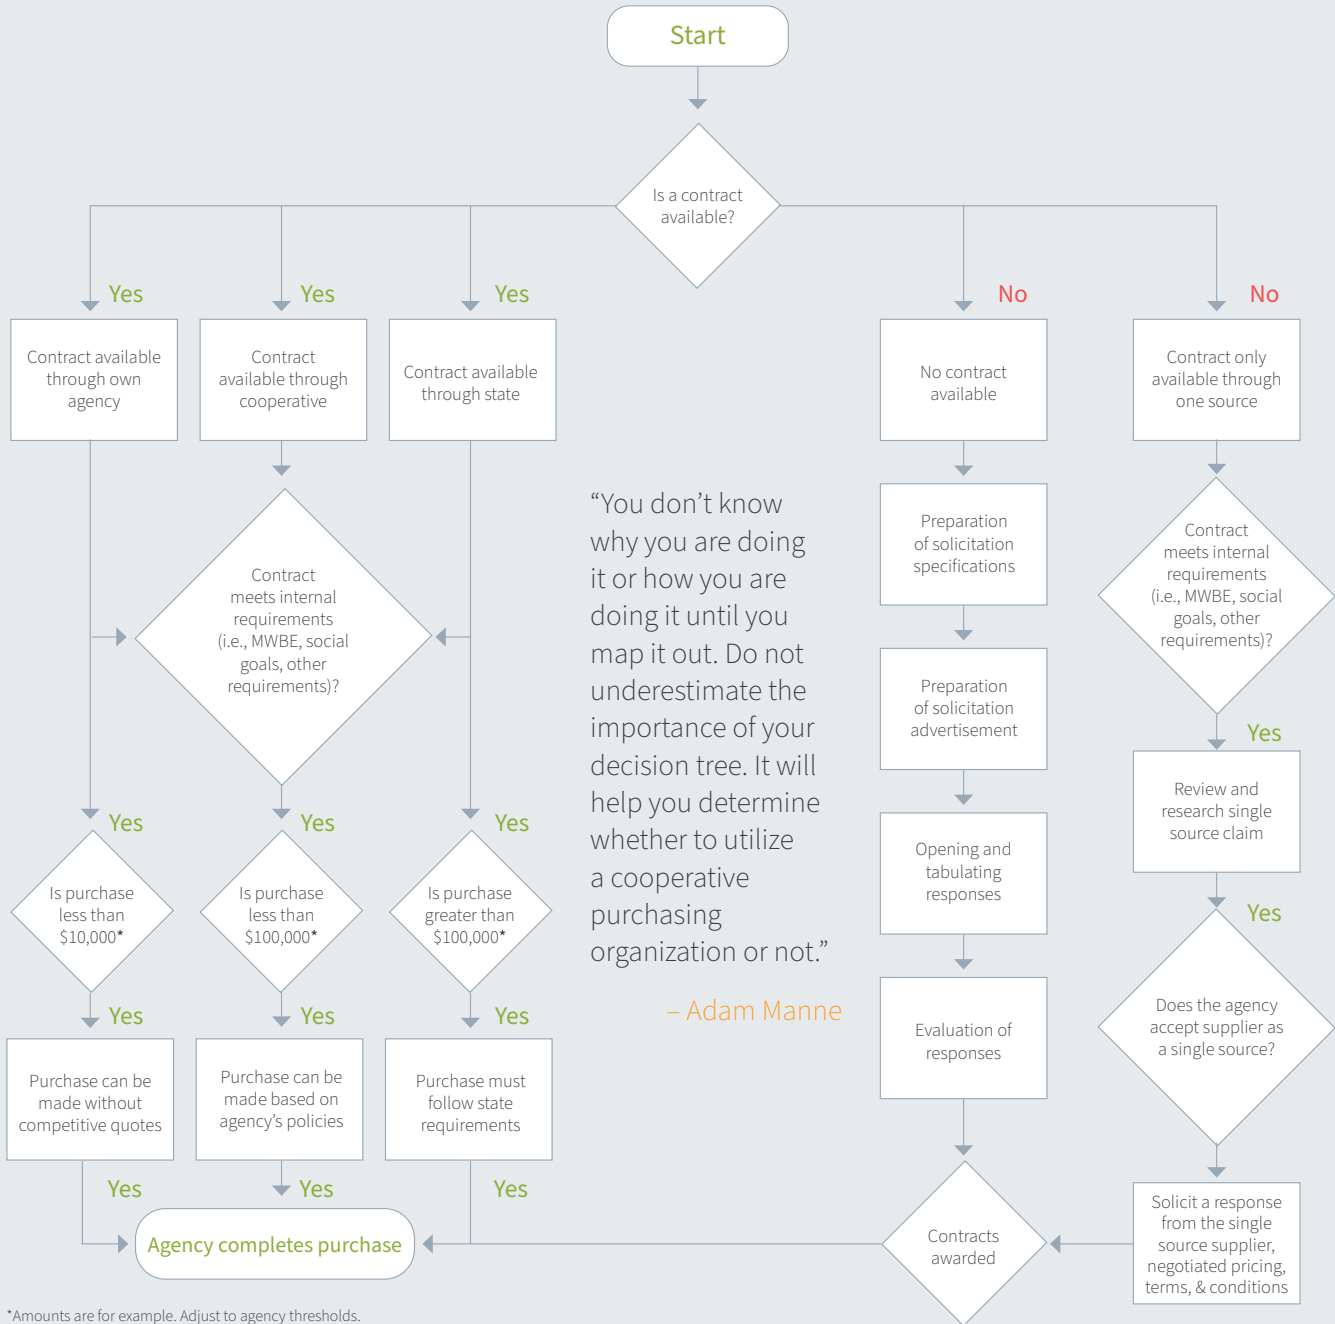 Start
Is a contract
available?
Yes
Yes
Yes
No
No
Contract available
through own
agency
Contract
available through
cooperative
Contract available
through state
No contract
available
Contract only
available through
one source
Contract
meets internal
requirements
(i.e., MWBE, social
goals, other
requirements)?
“You don’t know
why you are doing
it or how you are
doing it until you
map it out. Do not
underestimate the
importance of your
decision tree. It will
help you determine
whether to utilize
a cooperative
purchasing
organization or not.”
– Adam Manne
Preparation
of solicitation
specifications
Contract
meets internal
requirements
(i.e., MWBE, social
goals, other
requirements)?
Preparation
of solicitation
advertisement
Yes
Review and
research single
source claim
Yes
Yes
Yes
Opening and
tabulating
responses
Is purchase
less than
$10,000*
Is purchase
less than
$100,000*
Is purchase
greater than
$100,000*
Yes
Yes
Yes
Yes
Evaluation of
responses
Does the agency
accept supplier as
a single source?
Purchase can be
made without
competitive quotes
Purchase can be
made based on
agency’s policies
Purchase must
follow state
requirements
Yes
Yes
Yes
Agency completes purchase
Contracts
awarded
Solicit a response
from the single
source supplier,
negotiated pricing,
terms, & conditions
*Amounts are for example. Adjust to agency thresholds.